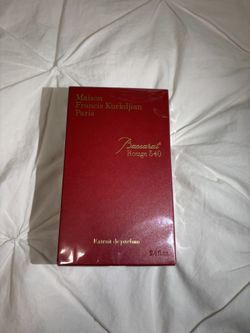 Maison
Francis Kurkdjian
Paris
Baccarat
Rouge 540
Extrait de parfum